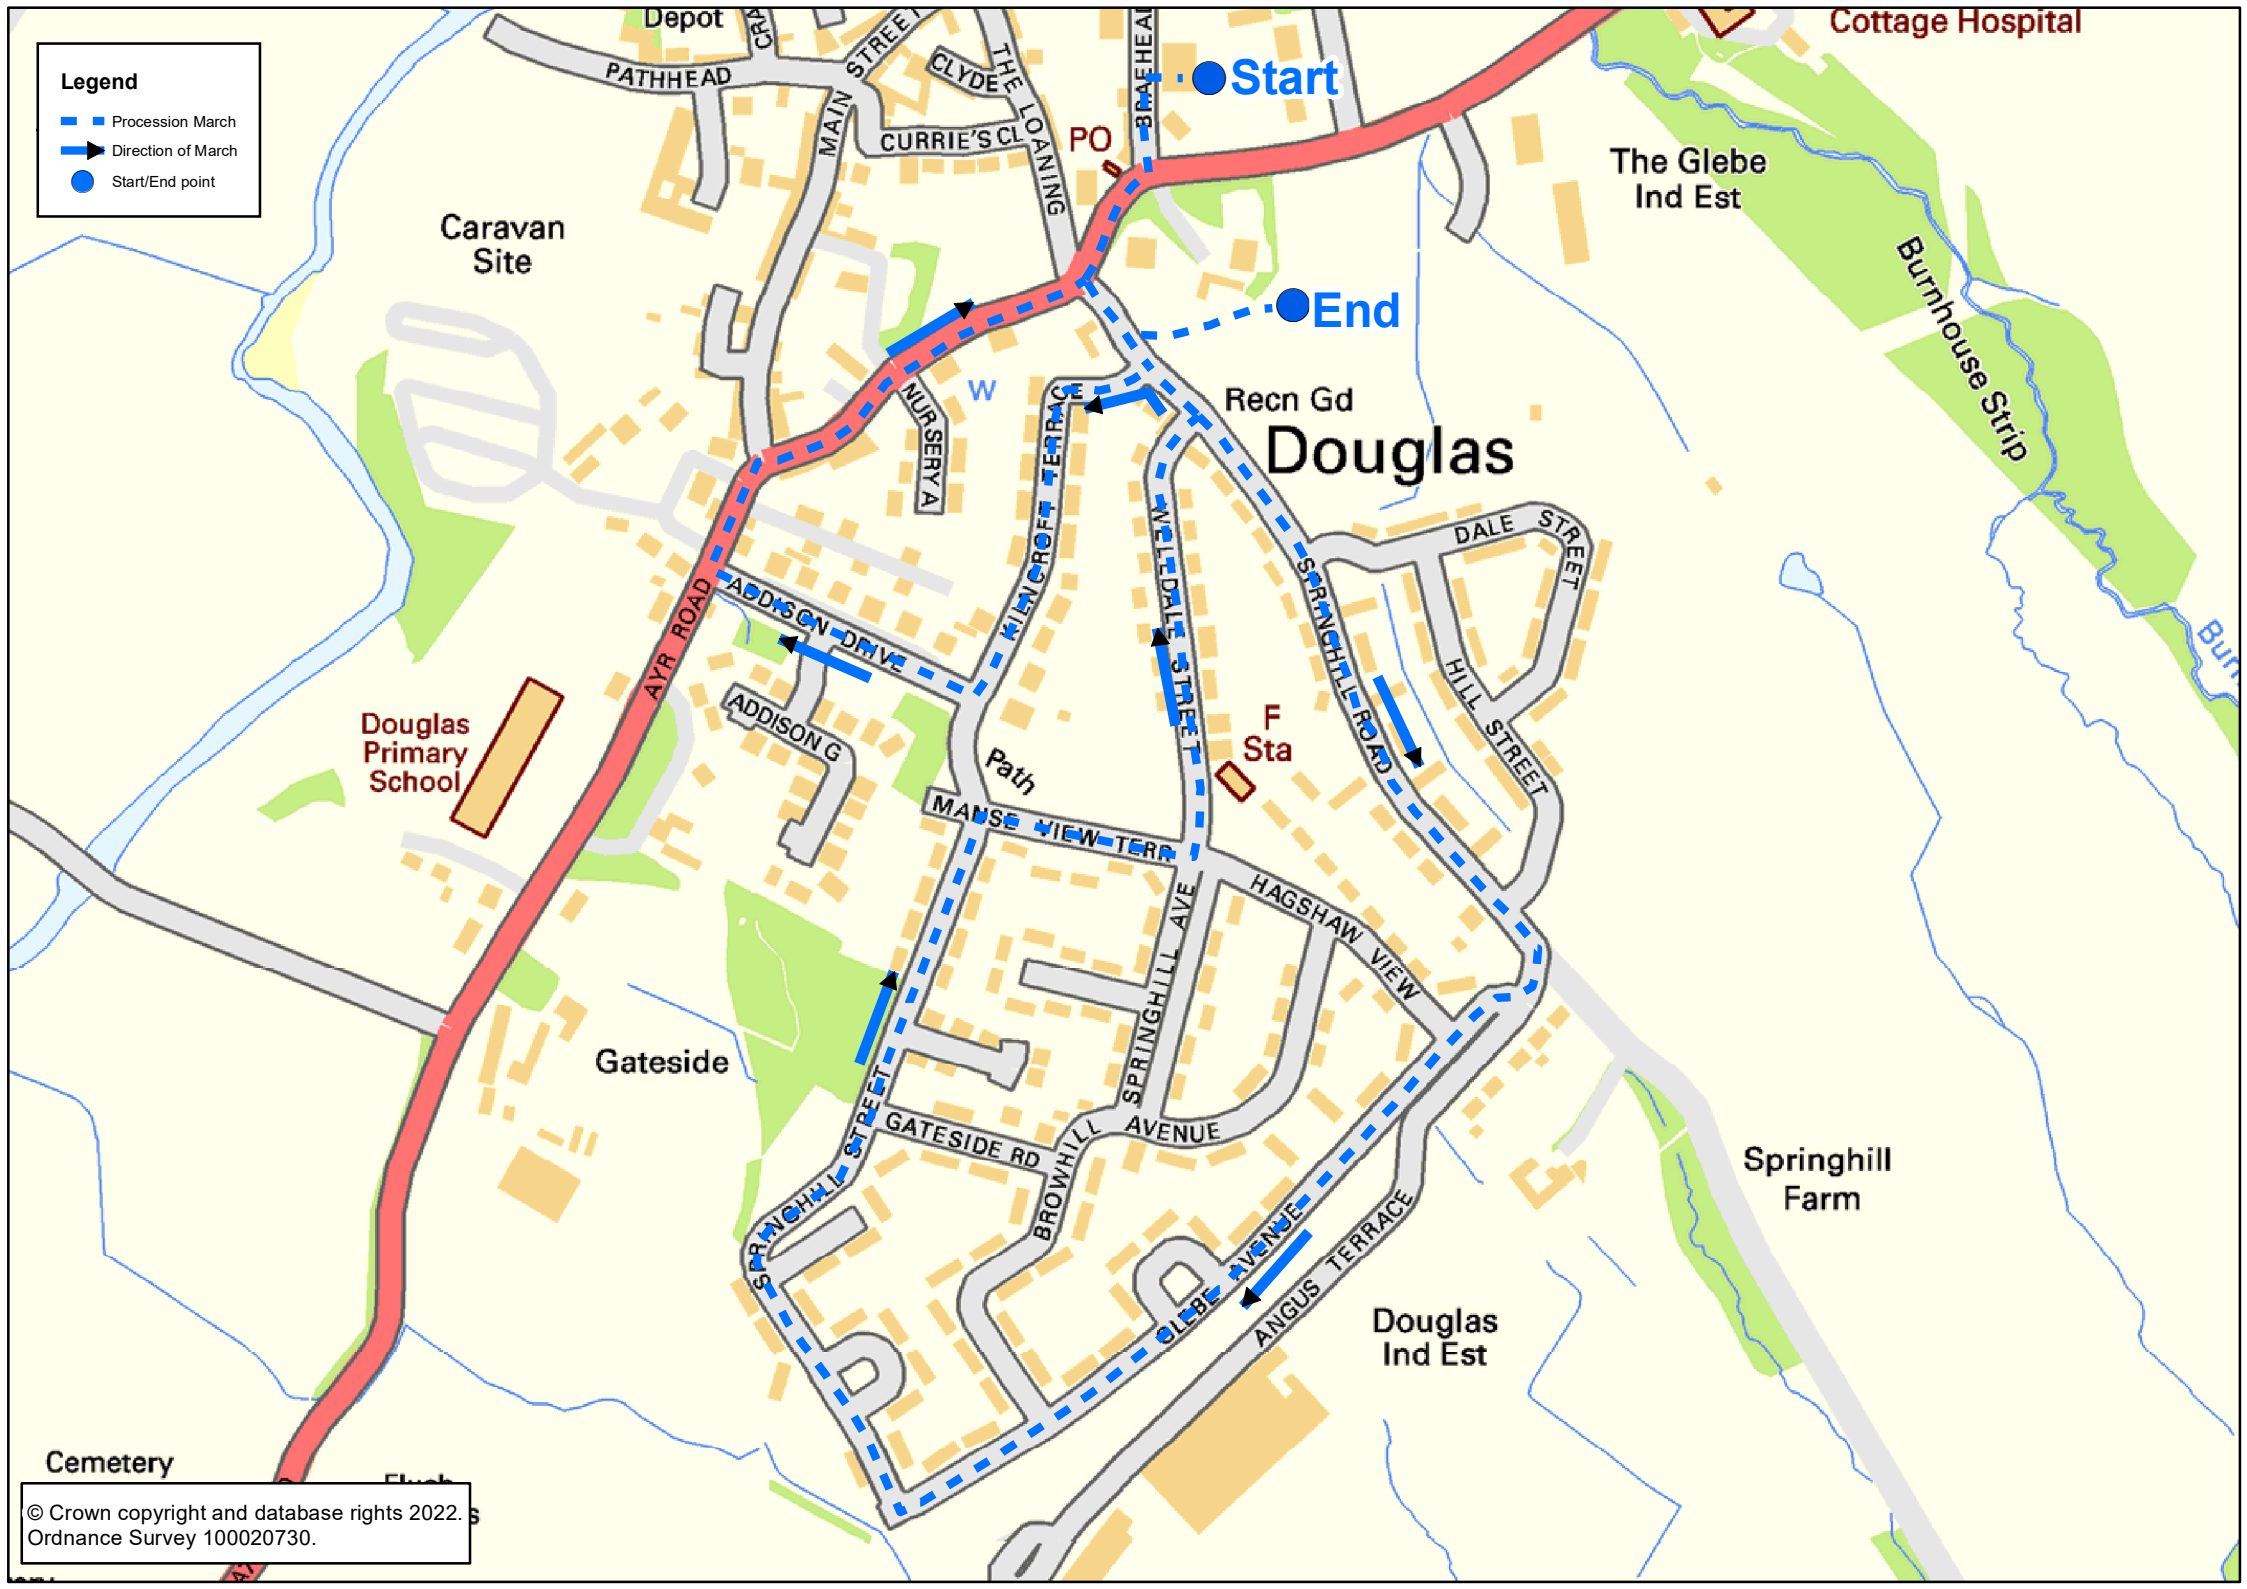 Depot
CRA
Cottage Hospital
Legend
Procession March
Direction of March
Start/End point
PATHHEAD
MAIN STREET
CLYDE
THE LOANING
CURRIE'S CL
BRAEHEAD
Start
PO
The Glebe
Ind Est
Caravan
Site
Burnhouse Strip
End
W
NURSERY A
KILNCROFT TERRACE
Recn Gd
Douglas
WELLDALE STREET
DALE STREET
SPRINGHILL ROAD
HILL STREET
Burn
ADDISON DRIVE
AYR ROAD
ADDISON G
Douglas
Primary
School
F
Sta
Path
MANSE VIEW TERR
HAGSHAW VIEW
SPRINGHILL AVE
Gateside
SPRINGHILL STREET
GATESIDE RD
BROWHILL AVENUE
GLEBE AVENUE
ANGUS TERRACE
Springhill
Farm
Douglas
Ind Est
Cemetery
© Crown copyright and database rights 2022.
Ordnance Survey 100020730.